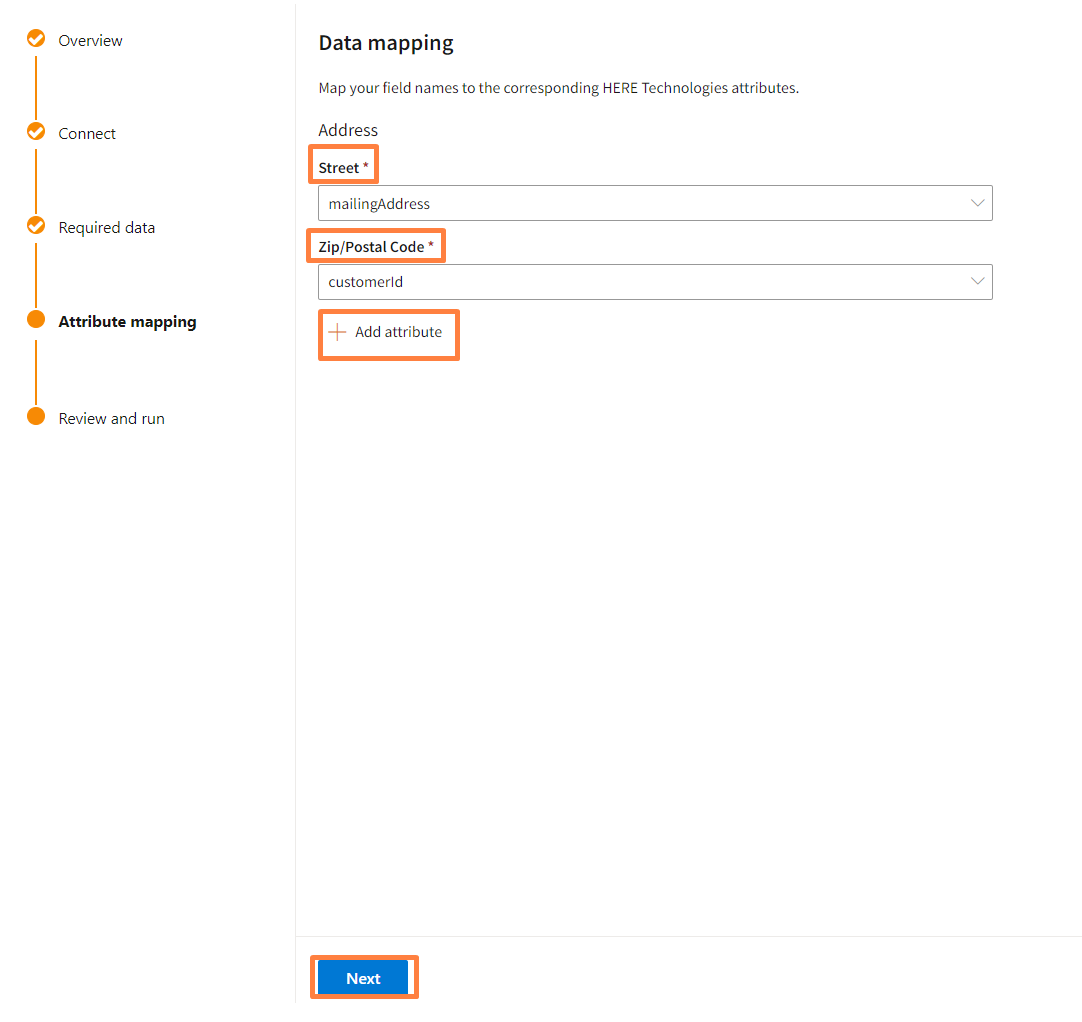 Overview
Connect
Required data
Attribute mapping
Review and run
Data mapping
Map your field names to the corresponding HERE Technologies attributes.
Address
Street *
mailingAddress
Zip/Postal Code *
customerId
Add attribute
Next